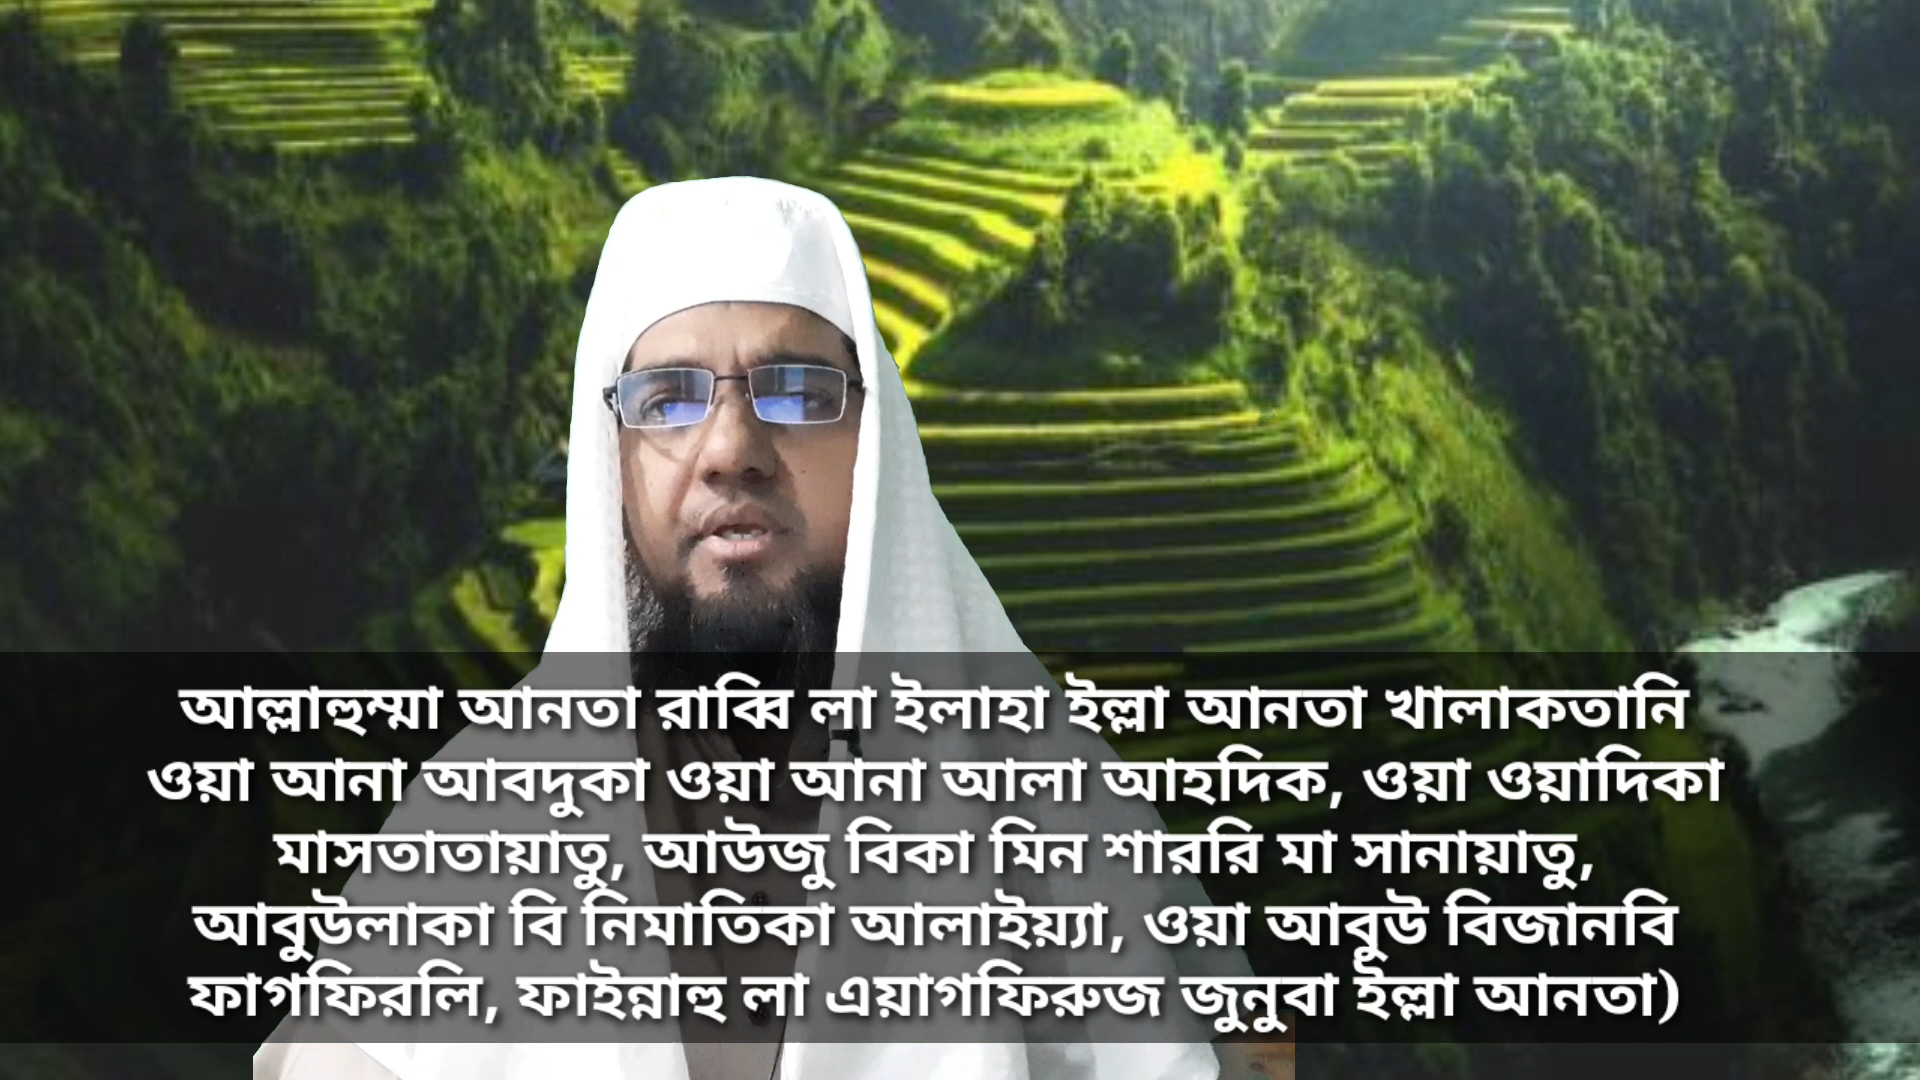 আল্লাহুম্মা আনতা রাব্বি লা ইলাহা ইল্লা আনতা খালাকতানি
ওয়া আনা আবদুকা ওয়া আনা আলা আহদিক, ওয়া ওয়াদিকা
মাসতাতায়াতু, আউজু বিকা মিন শাররি মা সানায়াতু,
আবুউলাকা বি নিমাতিকা আলাইয়্যা, ওয়া আবুউ বিজানবি
ফাগফিরলি, ফাইন্নাহু লা এয়াগফিরুজ জুনুবা ইল্লা আনতা)